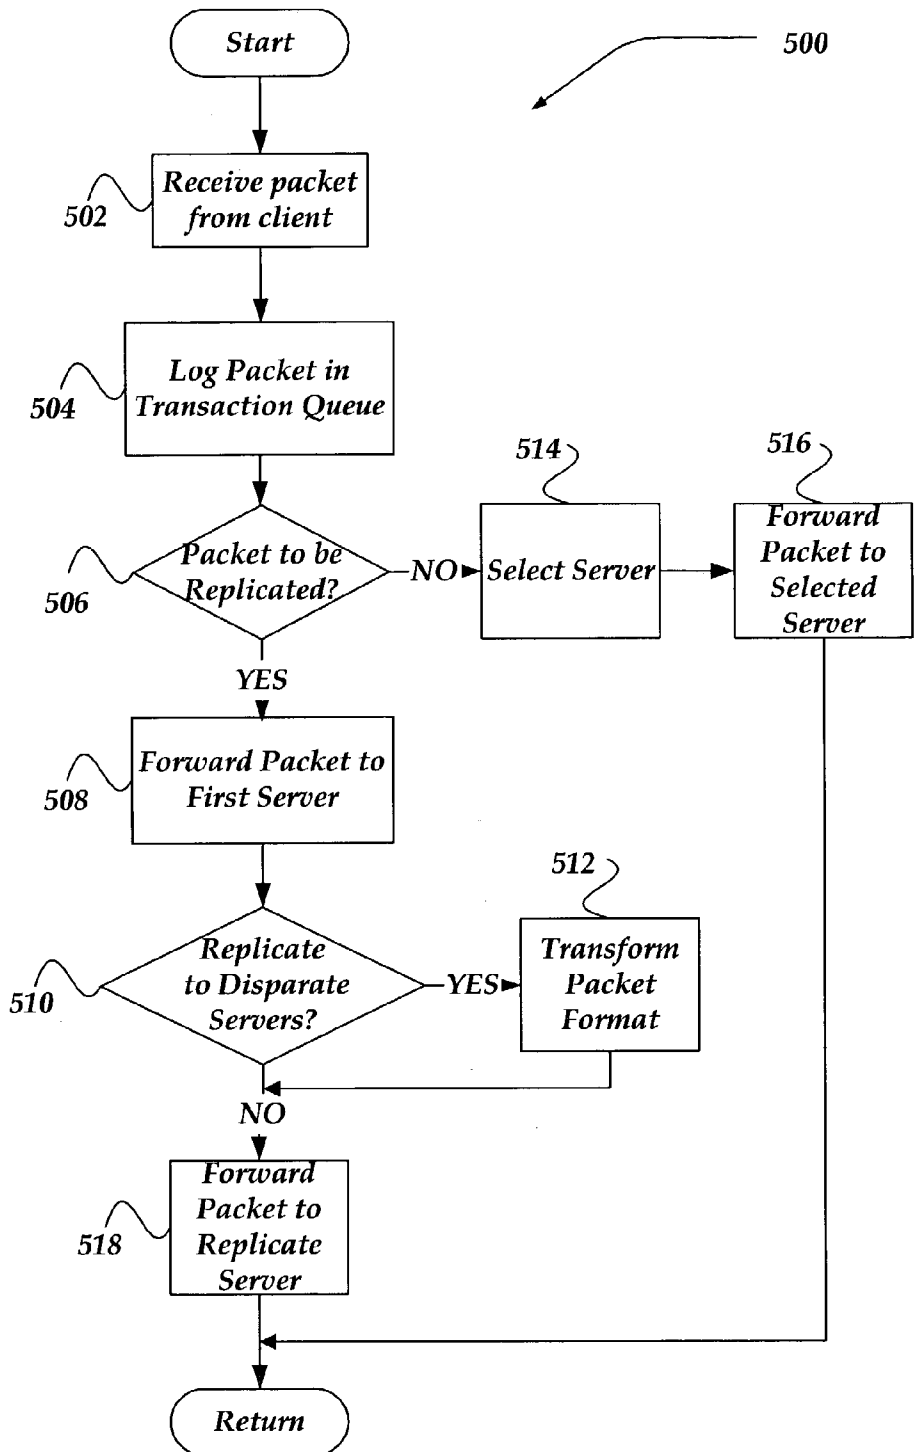 Start
500
Receive packet
from client
502
Log Packet in
Transaction Queue
504
514
516
Packet to be
Replicated?
506
NO
Select Server
Forward
Packet to
Selected
Server
YES
Forward Packet to
First Server
508
512
Replicate
to Disparate
Servers?
510
YES
Transform
Packet
Format
NO
Forward
Packet to
Replicate
Server
518
Return